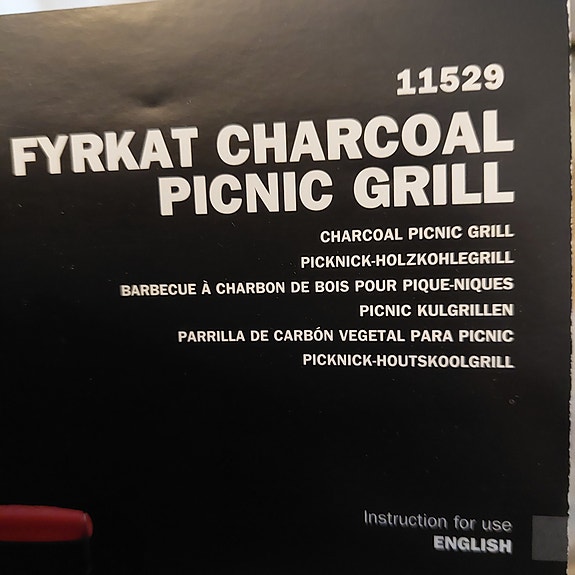 11529
FYRKAT CHARCOAL
PICNIC GRILL
CHARCOAL PICNIC GRILL
PICKNICK-HOLZKOHLEGRILL
BARBECUE À CHARBON DE BOIS POUR PIQUE-NIQUES
PICNIC KULGRILLEN
PARRILLA DE CARBÓN VEGETAL PARA PICNIC
PICKNICK-HOUTSKOOLGRILL
Instruction for use
ENGLISH